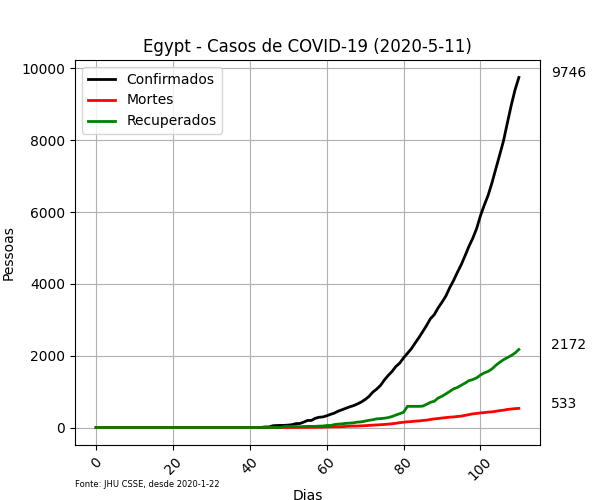 Egypt - Casos de COVID-19 (2020-5-11)
Confirmados
Mortes
Recuperados
Pessoas
10000
8000
6000
4000
2000
0
9746
2172
533
0 20 40 60 80 100
Fonte: JHU CSSE, desde 2020-1-22
Dias